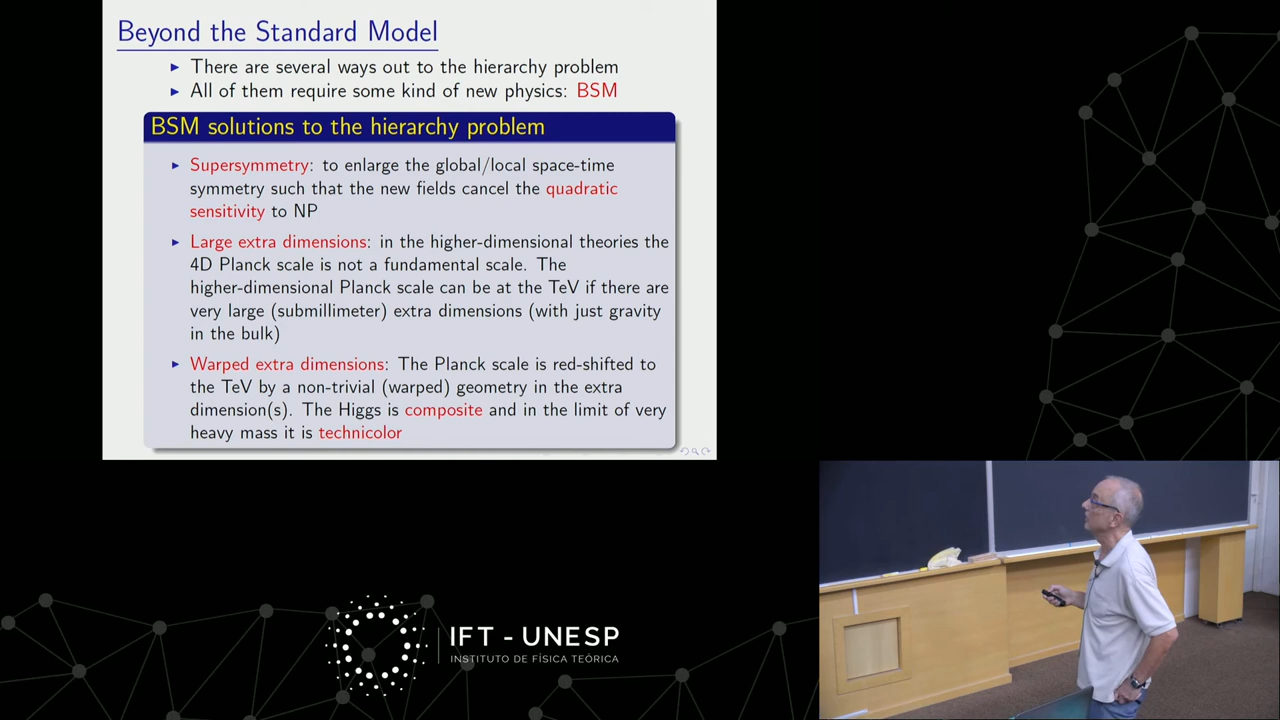 Beyond the Standard Model
▶ There are several ways out to the hierarchy problem
▶ All of them require some kind of new physics: BSM
BSM solutions to the hierarchy problem
▶ Supersymmetry: to enlarge the global/local space-time
symmetry such that the new fields cancel the quadratic
sensitivity to NP
▶ Large extra dimensions: in the higher-dimensional theories the
4D Planck scale is not a fundamental scale. The
higher-dimensional Planck scale can be at the TeV if there are
very large (submillimeter) extra dimensions (with just gravity
in the bulk)
▶ Warped extra dimensions: The Planck scale is red-shifted to
the TeV by a non-trivial (warped) geometry in the extra
dimension(s). The Higgs is composite and in the limit of very
heavy mass it is technicolor
IFT - UNESP
INSTITUTO DE FÍSICA TEÓRICA